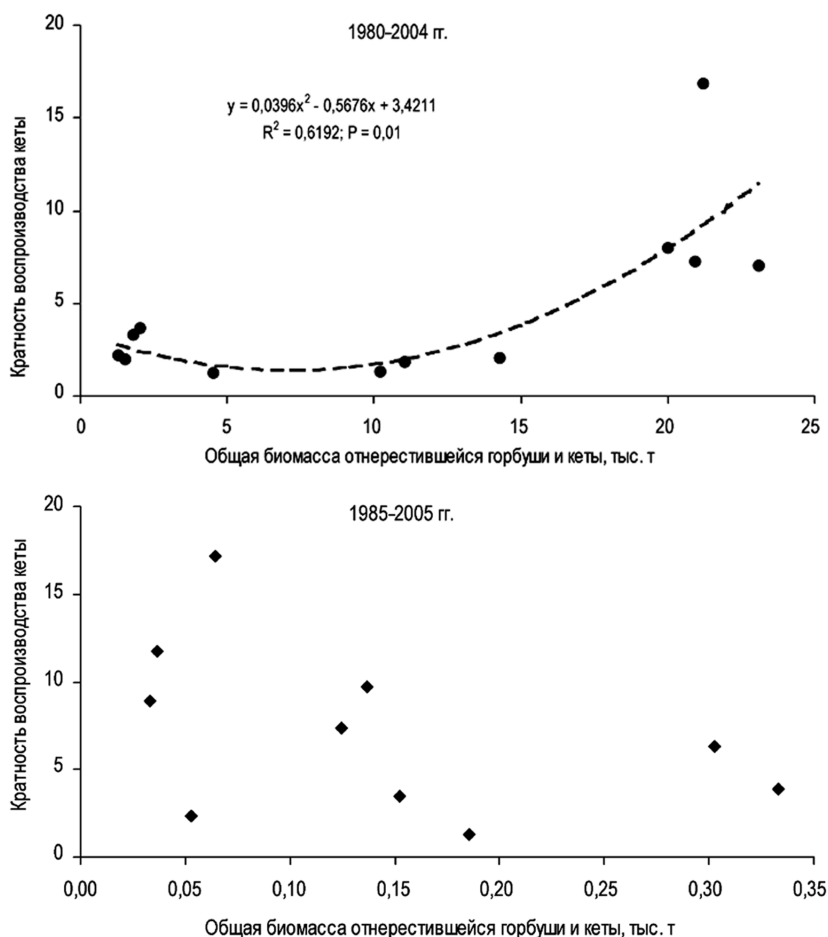 Кратность воспроизводства кеты
1980–2004 гг.
y = 0,0396x² - 0,5676x + 3,4211
R² = 0,6192; P = 0,01
20
15
10
5
0
0 5 10 15 20 25
Общая биомасса отнерестившейся горбуши и кеты, тыс. т
Кратность воспроизводства кеты
1985–2005 гг.
20
15
10
5
0
0,00 0,05 0,10 0,15 0,20 0,25 0,30 0,35
Общая биомасса отнерестившейся горбуши и кеты, тыс. т